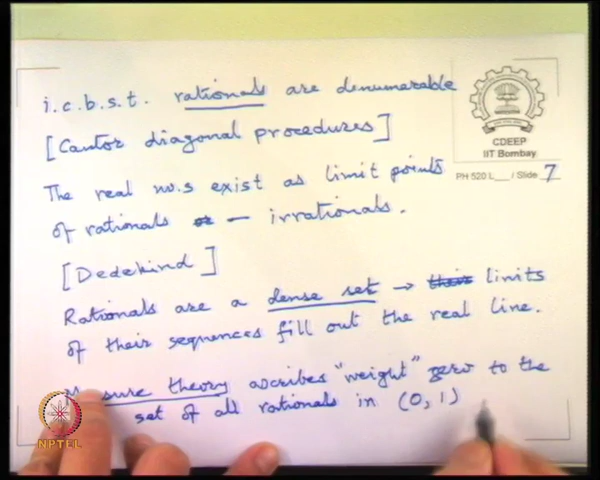 i.c.b.s.t. rationals are denumerable
[Cantor diagonal procedures]
The real no.s exist as limit points
of rationals — irrationals.
[Dedekind]
Rationals are a dense set → limits
of their sequences fill out the real line.
sure theory ascribes "weight" zero to the
set of all rationals in (0, 1)
CDEEP
IIT Bombay
PH 520 L___ / Slide 7
NPTEL